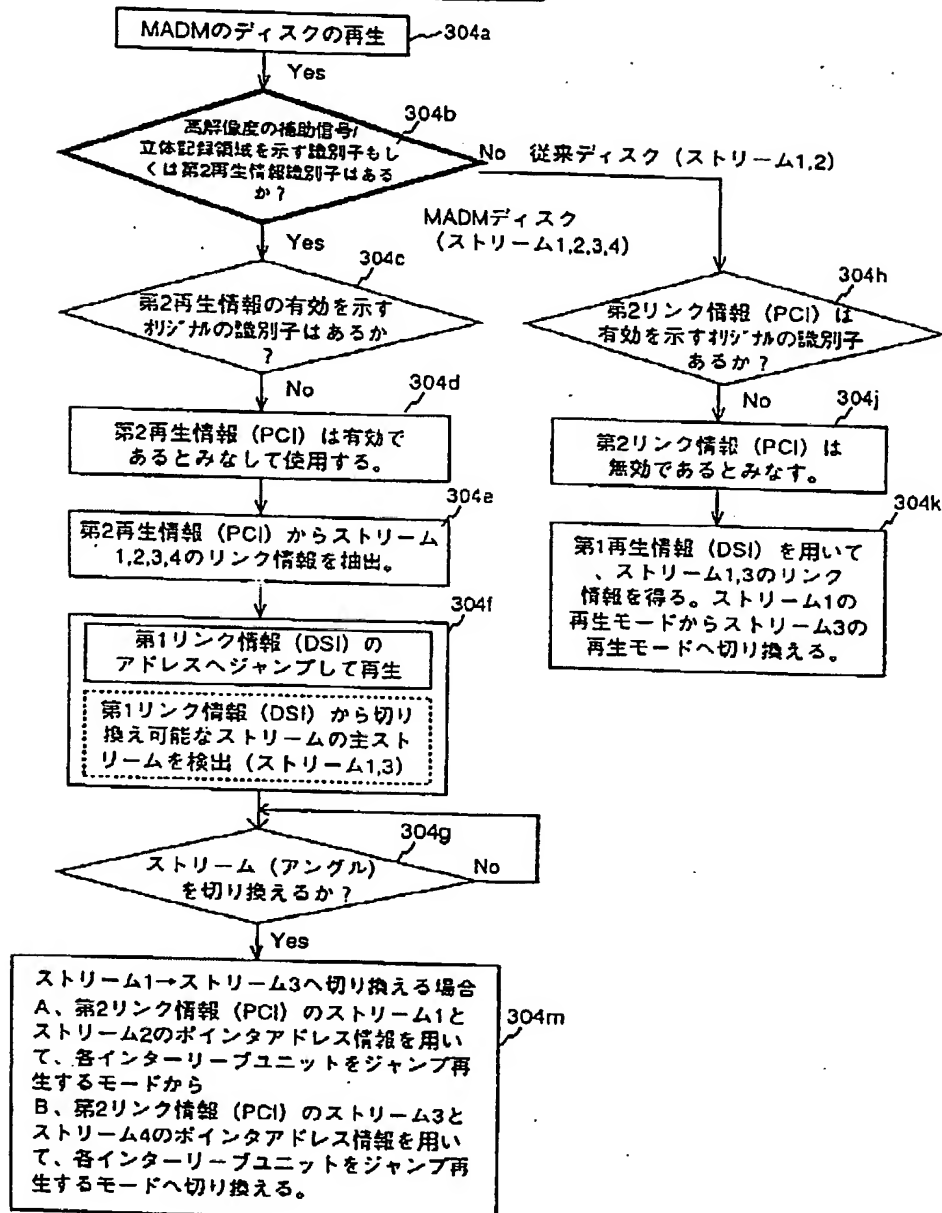 MADMのディスクの再生
304a
Yes
304b
高解像度の補助信号/
立体記録領域を示す識別子もし
くは第2再生情報識別子はある
か?
No 従来ディスク (ストリーム1,2)
MADMディスク
(ストリーム1,2,3,4)
Yes
304c
第2再生情報の有効を示す
オリジナルの識別子はあるか
?
No
304d
第2再生情報 (PCI) は有効で
あるとみなして使用する。
304e
第2再生情報 (PCI) からストリーム
1,2,3,4のリンク情報を抽出。
304f
第1リンク情報 (DSI) の
アドレスへジャンプして再生
第1リンク情報 (DSI) から切り
換え可能なストリームの主スト
リームを検出 (ストリーム1,3)
304g
ストリーム (アングル)
を切り換えるか?
No
Yes
ストリーム1→ストリーム3へ切り換える場合
A、第2リンク情報 (PCI) のストリーム1と
ストリーム2のポインタアドレス情報を用い
て、各インターリーブユニットをジャンプ再
生するモードから
B、第2リンク情報 (PCI) のストリーム3と
ストリーム4のポインタアドレス情報を用い
て、各インターリーブユニットをジャンプ再
生するモードへ切り換える。
304m
304h
第2リンク情報 (PCI) は
有効を示すオリジナルの識別子
あるか?
No
304j
第2リンク情報 (PCI) は
無効であるとみなす。
304k
第1再生情報 (DSI) を用いて
、ストリーム1,3のリンク
情報を得る。ストリーム1の
再生モードからストリーム3の
再生モードへ切り換える。